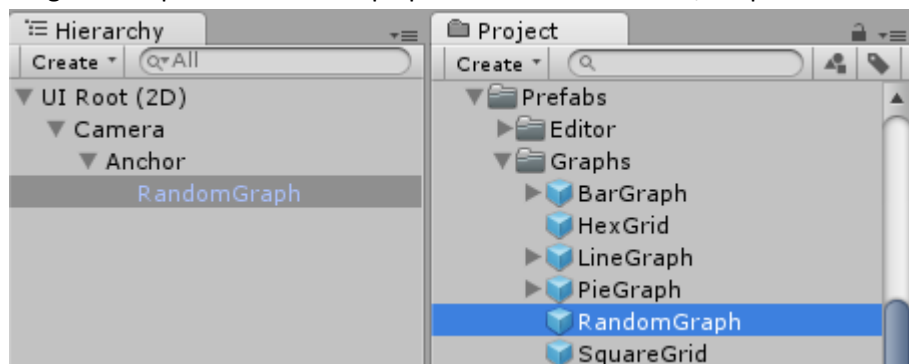 Hierarchy
Create
All
UI Root (2D)
Camera
Anchor
RandomGraph
Project
Create
Prefabs
Editor
Graphs
BarGraph
HexGrid
LineGraph
PieGraph
RandomGraph
SquareGrid